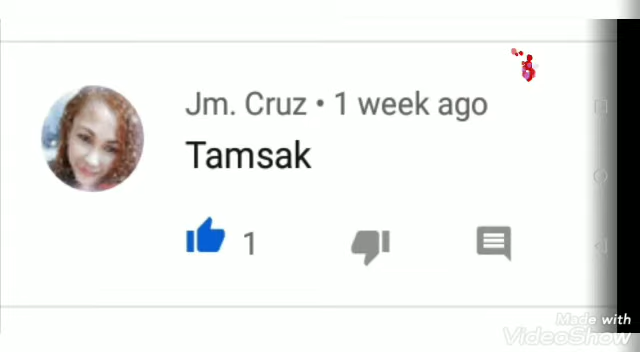 Jm. Cruz • 1 week ago
Tamsak
1
Made with
VideoShow